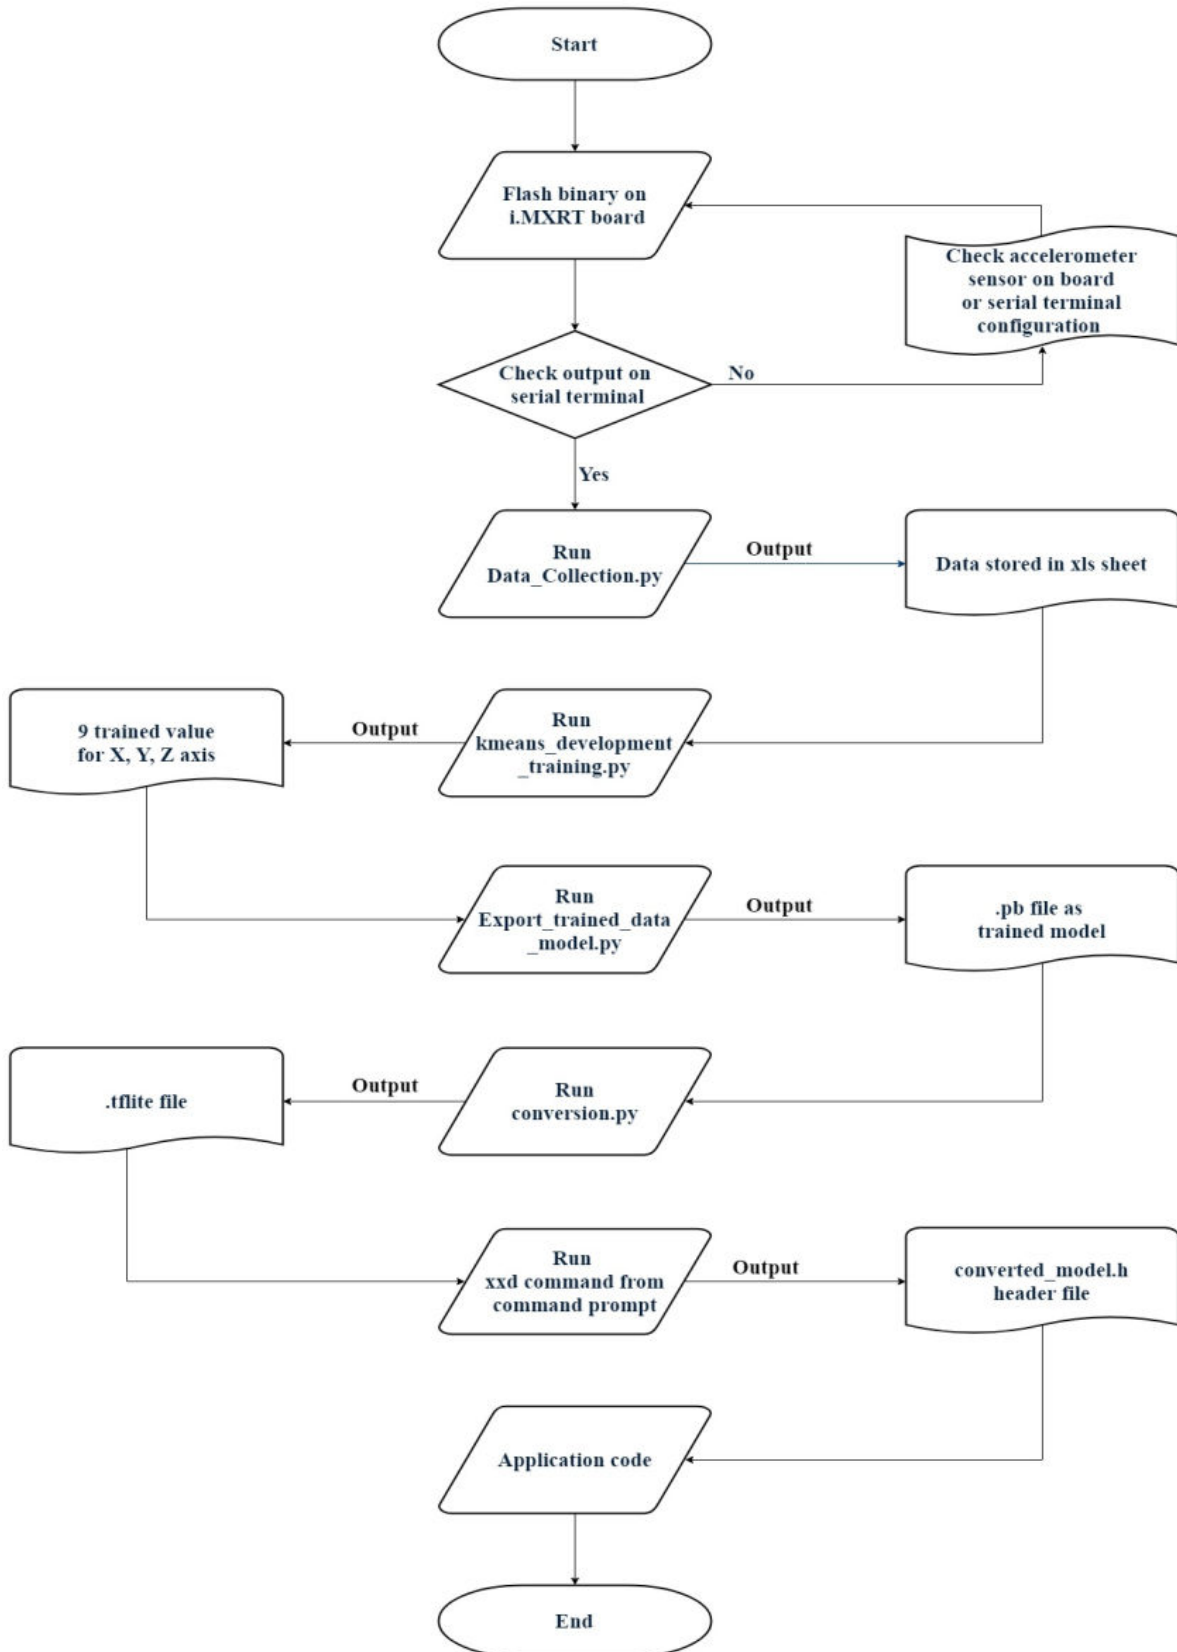 Start
Flash binary on
i.MXRT board
Check accelerometer
sensor on board
or serial terminal
configuration
Check output on
serial terminal
No
Yes
Run
Data_Collection.py
Output
Data stored in xls sheet
Run
kmeans_development
_training.py
Output
9 trained value
for X, Y, Z axis
Run
Export_trained_data
_model.py
Output
.pb file as
trained model
Run
conversion.py
Output
.tflite file
Run
xxd command from
command prompt
Output
converted_model.h
header file
Application code
End